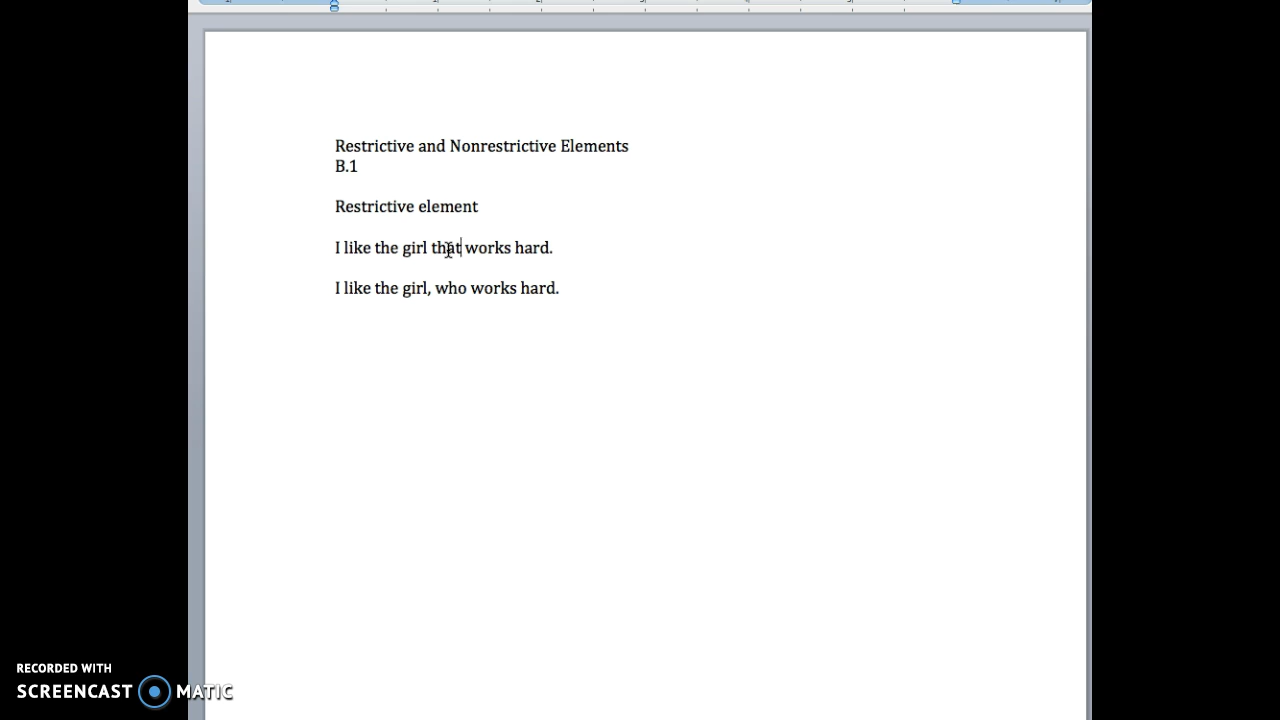 Restrictive and Nonrestrictive Elements
B.1
Restrictive element
I like the girl that works hard.
I like the girl, who works hard.
RECORDED WITH
SCREENCAST MATIC